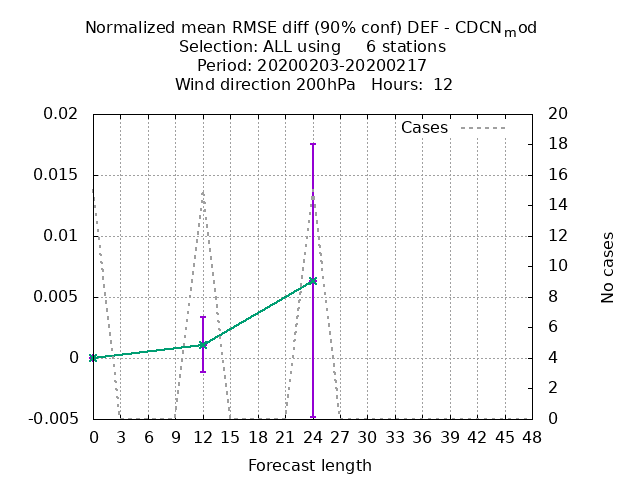 Normalized mean RMSE diff (90% conf) DEF - CDCNmod
Selection: ALL using     6 stations
Period: 20200203-20200217
Wind direction 200hPa   Hours:  12
Cases
0.02
0.015
0.01
0.005
0
-0.005
20
18
16
14
12
10
8
6
4
2
0
No cases
0 3 6 9 12 15 18 21 24 27 30 33 36 39 42 45 48
Forecast length